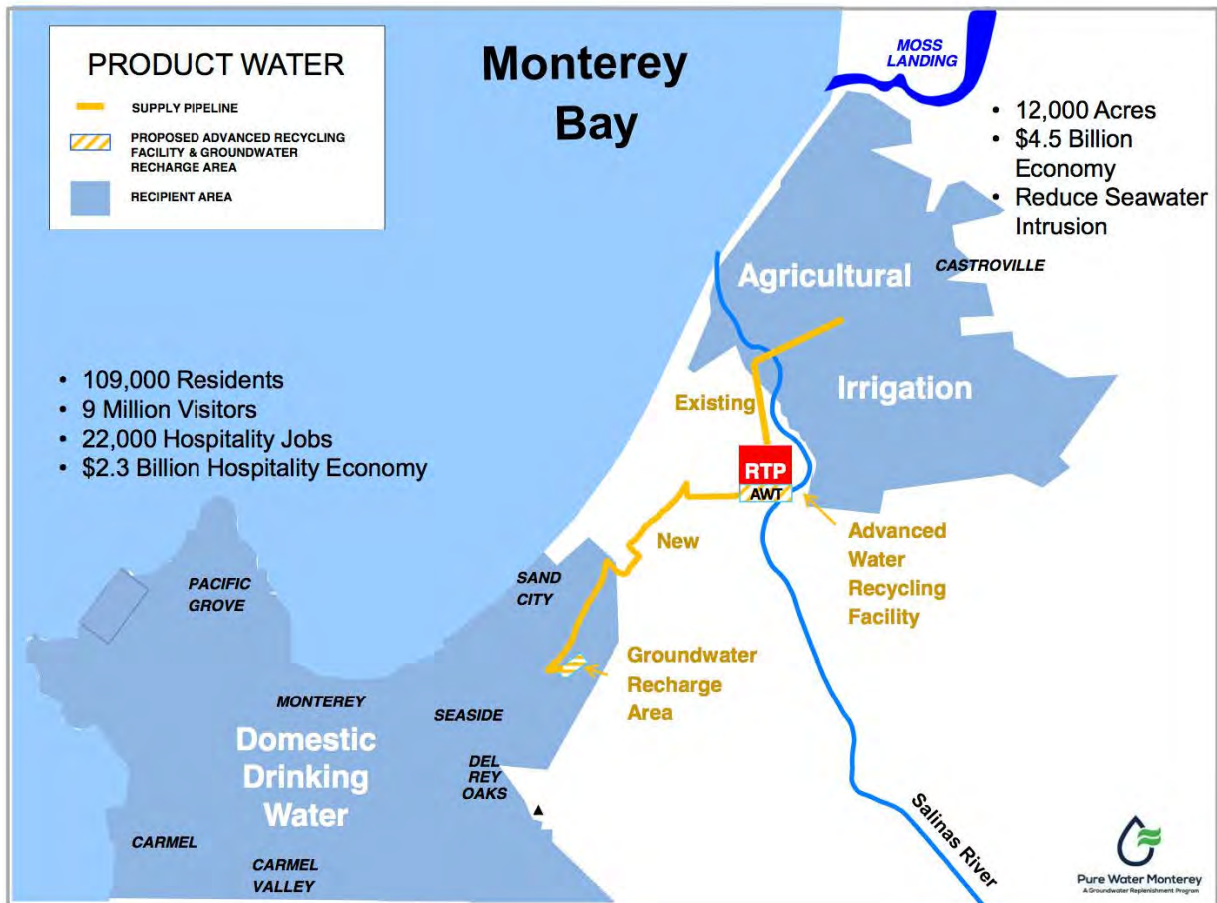 PRODUCT WATER
SUPPLY PIPELINE
PROPOSED ADVANCED RECYCLING
FACILITY & GROUNDWATER
RECHARGE AREA
RECIPIENT AREA
Monterey
Bay
MOSS
LANDING
• 12,000 Acres
• $4.5 Billion
Economy
• Reduce Seawater
Intrusion
Agricultural
CASTROVILLE
Irrigation
• 109,000 Residents
• 9 Million Visitors
• 22,000 Hospitality Jobs
• $2.3 Billion Hospitality Economy
Existing
RTP
AWT
New
Advanced
Water
Recycling
Facility
PACIFIC
GROVE
SAND
CITY
Groundwater
Recharge
Area
MONTEREY
SEASIDE
Domestic
Drinking
Water
DEL
REY
OAKS
CARMEL
CARMEL
VALLEY
Salinas River
Pure Water Monterey
A Groundwater Replenishment Program